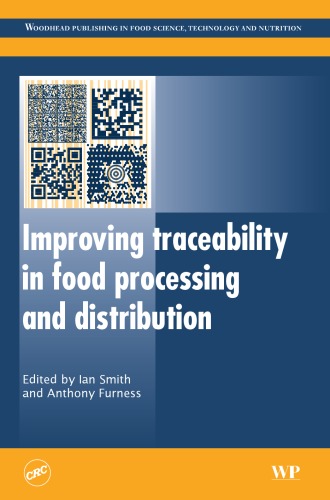 WOODHEAD PUBLISHING IN FOOD SCIENCE, TECHNOLOGY AND NUTRITION
Improving traceability
in food processing
and distribution
Edited by Ian Smith
and Anthony Furness
CRC
WP